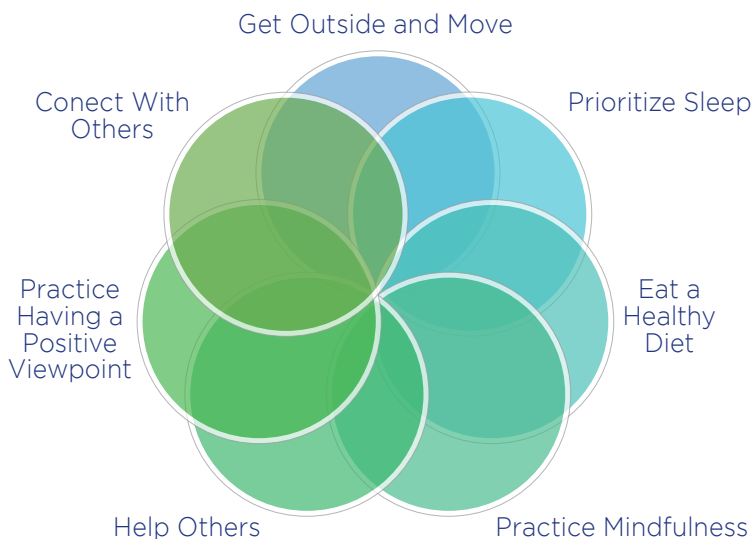 Get Outside and Move
Conect With
Others
Prioritize Sleep
Practice
Having a
Positive
Viewpoint
Eat a
Healthy
Diet
Help Others
Practice Mindfulness